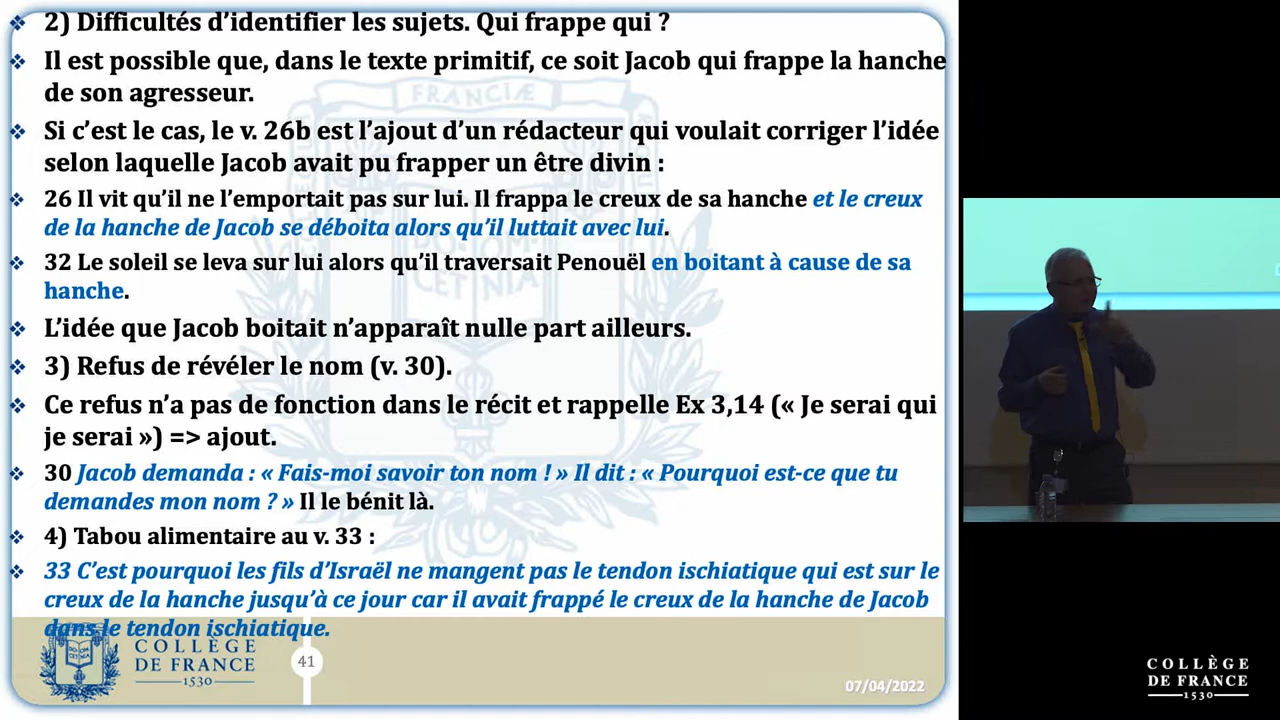 2) Difficultés d’identifier les sujets. Qui frappe qui ?
Il est possible que, dans le texte primitif, ce soit Jacob qui frappe la hanche
de son agresseur.
Si c’est le cas, le v. 26b est l’ajout d’un rédacteur qui voulait corriger l’idée
selon laquelle Jacob avait pu frapper un être divin :
26 Il vit qu’il ne l’emportait pas sur lui. Il frappa le creux de sa hanche et le creux
de la hanche de Jacob se déboita alors qu’il luttait avec lui.
32 Le soleil se leva sur lui alors qu’il traversait Penouël en boitant à cause de sa
hanche.
L’idée que Jacob boitait n’apparaît nulle part ailleurs.
3) Refus de révéler le nom (v. 30).
Ce refus n’a pas de fonction dans le récit et rappelle Ex 3,14 (« Je serai qui
je serai ») => ajout.
30 Jacob demanda : « Fais-moi savoir ton nom ! » Il dit : « Pourquoi est-ce que tu
demandes mon nom ? » Il le bénit là.
4) Tabou alimentaire au v. 33 :
33 C’est pourquoi les fils d’Israël ne mangent pas le tendon ischiatique qui est sur le
creux de la hanche jusqu’à ce jour car il avait frappé le creux de la hanche de Jacob
dans le tendon ischiatique.
COLLÈGE
DE FRANCE
1530
41
07/04/2022
COLLÈGE
DE FRANCE
1530